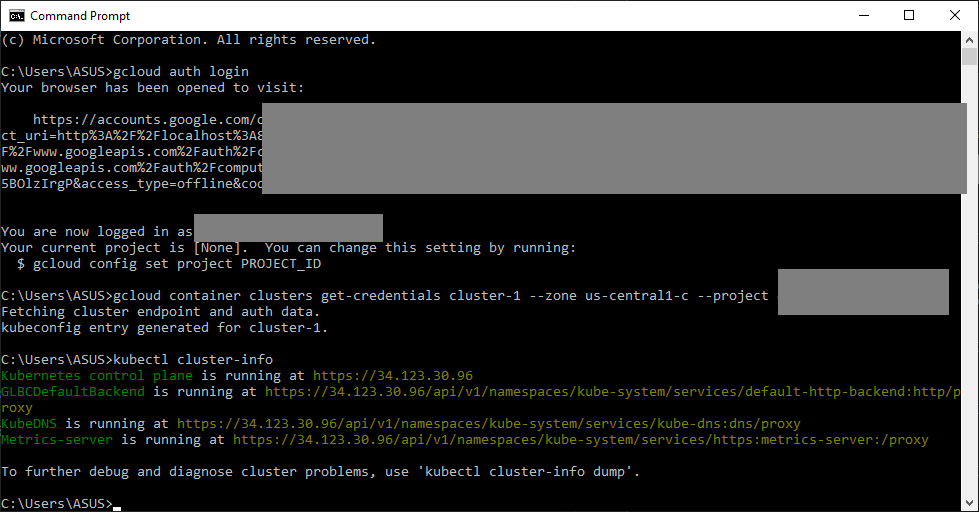 Command Prompt
(c) Microsoft Corporation. All rights reserved.
C:\Users\ASUS>gcloud auth login
Your browser has been opened to visit:
https://accounts.google.com/o
ct_uri=http%3A%2F%2Flocalhost%3A8
F%2Fwww.googleapis.com%2Fauth%2Fc
ww.googleapis.com%2Fauth%2Fcomput
5BOlzIrgP&access_type=offline&cod
You are now logged in as
Your current project is [None].  You can change this setting by running:
$ gcloud config set project PROJECT_ID
C:\Users\ASUS>gcloud container clusters get-credentials cluster-1 --zone us-central1-c --project
Fetching cluster endpoint and auth data.
kubeconfig entry generated for cluster-1.
C:\Users\ASUS>kubectl cluster-info
Kubernetes control plane is running at https://34.123.30.96
GLBCDefaultBackend is running at https://34.123.30.96/api/v1/namespaces/kube-system/services/default-http-backend:http/p
roxy
KubeDNS is running at https://34.123.30.96/api/v1/namespaces/kube-system/services/kube-dns:dns/proxy
Metrics-server is running at https://34.123.30.96/api/v1/namespaces/kube-system/services/https:metrics-server:/proxy
To further debug and diagnose cluster problems, use 'kubectl cluster-info dump'.
C:\Users\ASUS>